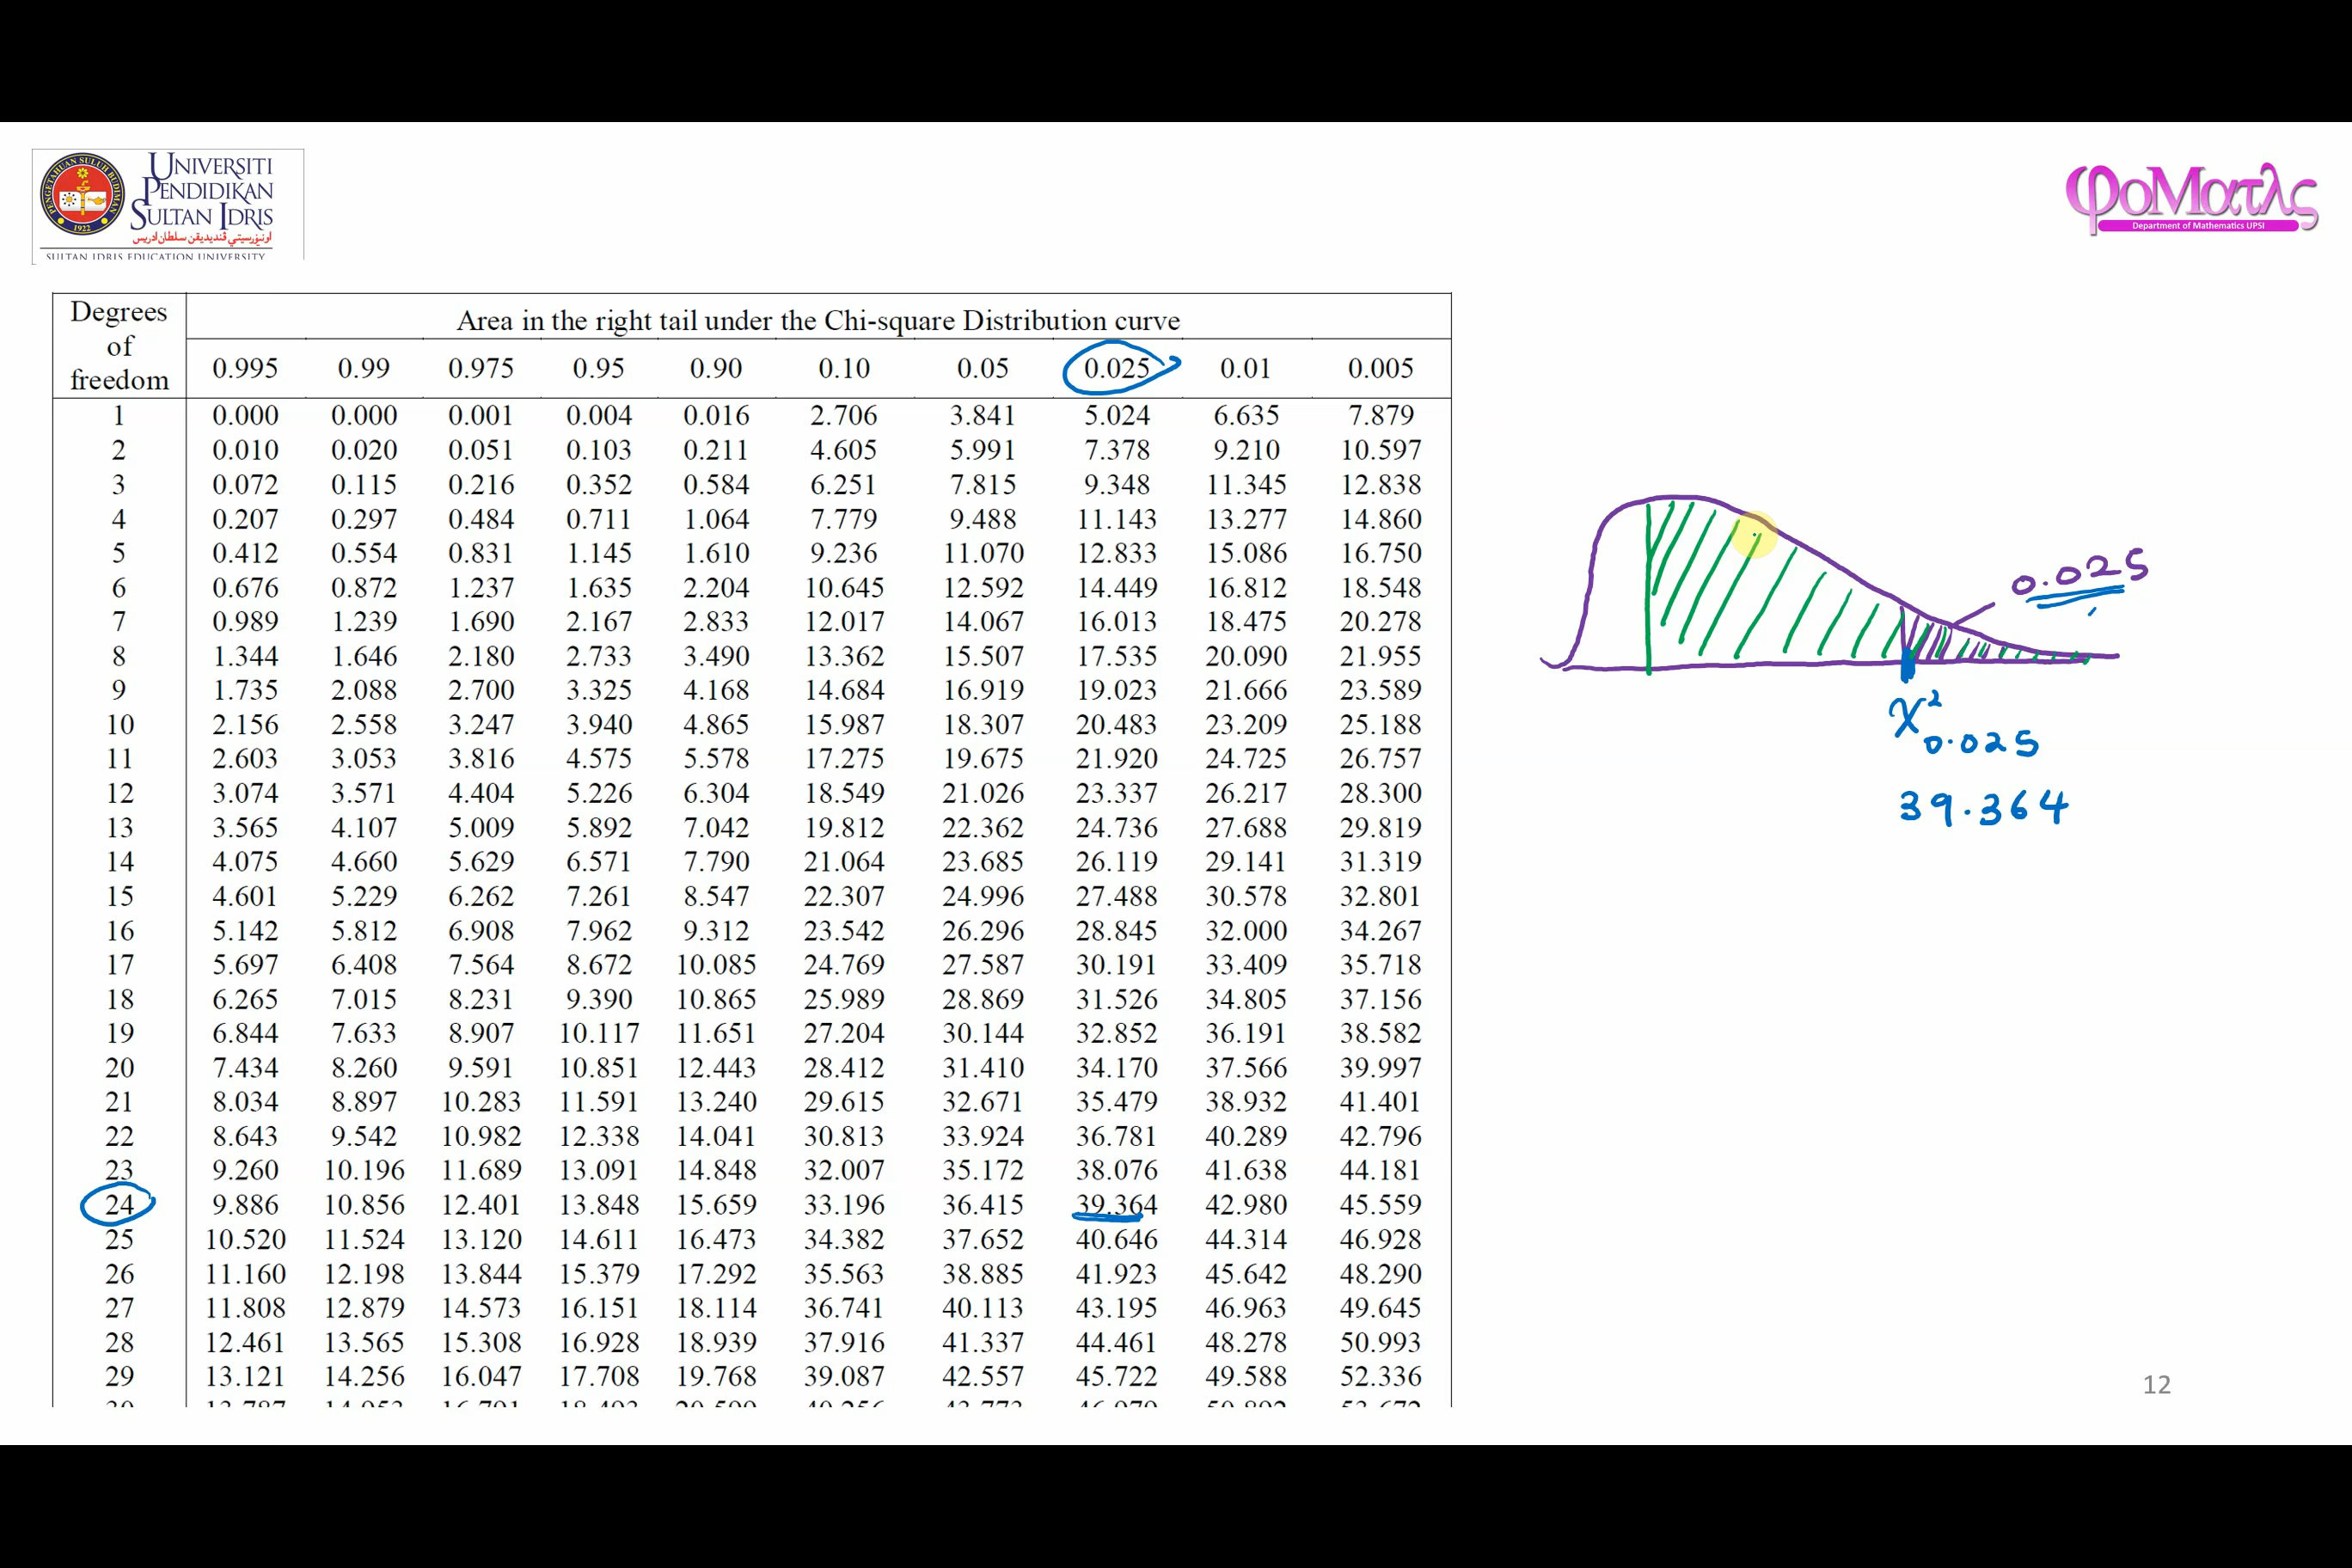 UNIVERSITI
PENDIDIKAN
SULTAN IDRIS
اونيۏرسيتي ڤنديديقن سلطان ادريس
SULTAN IDRIS EDUCATION UNIVERSITY
PENGETAHUAN SULUH BUDIMAN
1922
φοΜατλς
Department of Mathematics UPSI
Degrees of freedom
Area in the right tail under the Chi-square Distribution curve
0.995 0.99 0.975 0.95 0.90 0.10 0.05 0.025 0.01 0.005
1 0.000 0.000 0.001 0.004 0.016 2.706 3.841 5.024 6.635 7.879
2 0.010 0.020 0.051 0.103 0.211 4.605 5.991 7.378 9.210 10.597
3 0.072 0.115 0.216 0.352 0.584 6.251 7.815 9.348 11.345 12.838
4 0.207 0.297 0.484 0.711 1.064 7.779 9.488 11.143 13.277 14.860
5 0.412 0.554 0.831 1.145 1.610 9.236 11.070 12.833 15.086 16.750
6 0.676 0.872 1.237 1.635 2.204 10.645 12.592 14.449 16.812 18.548
7 0.989 1.239 1.690 2.167 2.833 12.017 14.067 16.013 18.475 20.278
8 1.344 1.646 2.180 2.733 3.490 13.362 15.507 17.535 20.090 21.955
9 1.735 2.088 2.700 3.325 4.168 14.684 16.919 19.023 21.666 23.589
10 2.156 2.558 3.247 3.940 4.865 15.987 18.307 20.483 23.209 25.188
11 2.603 3.053 3.816 4.575 5.578 17.275 19.675 21.920 24.725 26.757
12 3.074 3.571 4.404 5.226 6.304 18.549 21.026 23.337 26.217 28.300
13 3.565 4.107 5.009 5.892 7.042 19.812 22.362 24.736 27.688 29.819
14 4.075 4.660 5.629 6.571 7.790 21.064 23.685 26.119 29.141 31.319
15 4.601 5.229 6.262 7.261 8.547 22.307 24.996 27.488 30.578 32.801
16 5.142 5.812 6.908 7.962 9.312 23.542 26.296 28.845 32.000 34.267
17 5.697 6.408 7.564 8.672 10.085 24.769 27.587 30.191 33.409 35.718
18 6.265 7.015 8.231 9.390 10.865 25.989 28.869 31.526 34.805 37.156
19 6.844 7.633 8.907 10.117 11.651 27.204 30.144 32.852 36.191 38.582
20 7.434 8.260 9.591 10.851 12.443 28.412 31.410 34.170 37.566 39.997
21 8.034 8.897 10.283 11.591 13.240 29.615 32.671 35.479 38.932 41.401
22 8.643 9.542 10.982 12.338 14.041 30.813 33.924 36.781 40.289 42.796
23 9.260 10.196 11.689 13.091 14.848 32.007 35.172 38.076 41.638 44.181
24 9.886 10.856 12.401 13.848 15.659 33.196 36.415 39.364 42.980 45.559
25 10.520 11.524 13.120 14.611 16.473 34.382 37.652 40.646 44.314 46.928
26 11.160 12.198 13.844 15.379 17.292 35.563 38.885 41.923 45.642 48.290
27 11.808 12.879 14.573 16.151 18.114 36.741 40.113 43.195 46.963 49.645
28 12.461 13.565 15.308 16.928 18.939 37.916 41.337 44.461 48.278 50.993
29 13.121 14.256 16.047 17.708 19.768 39.087 42.557 45.722 49.588 52.336
0.025
χ²0.025
39.364
12